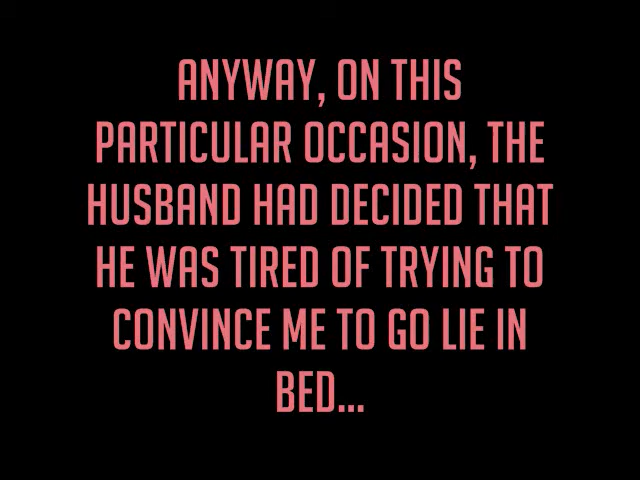 ANYWAY, ON THIS
PARTICULAR OCCASION, THE
HUSBAND HAD DECIDED THAT
HE WAS TIRED OF TRYING TO
CONVINCE ME TO GO LIE IN
BED...